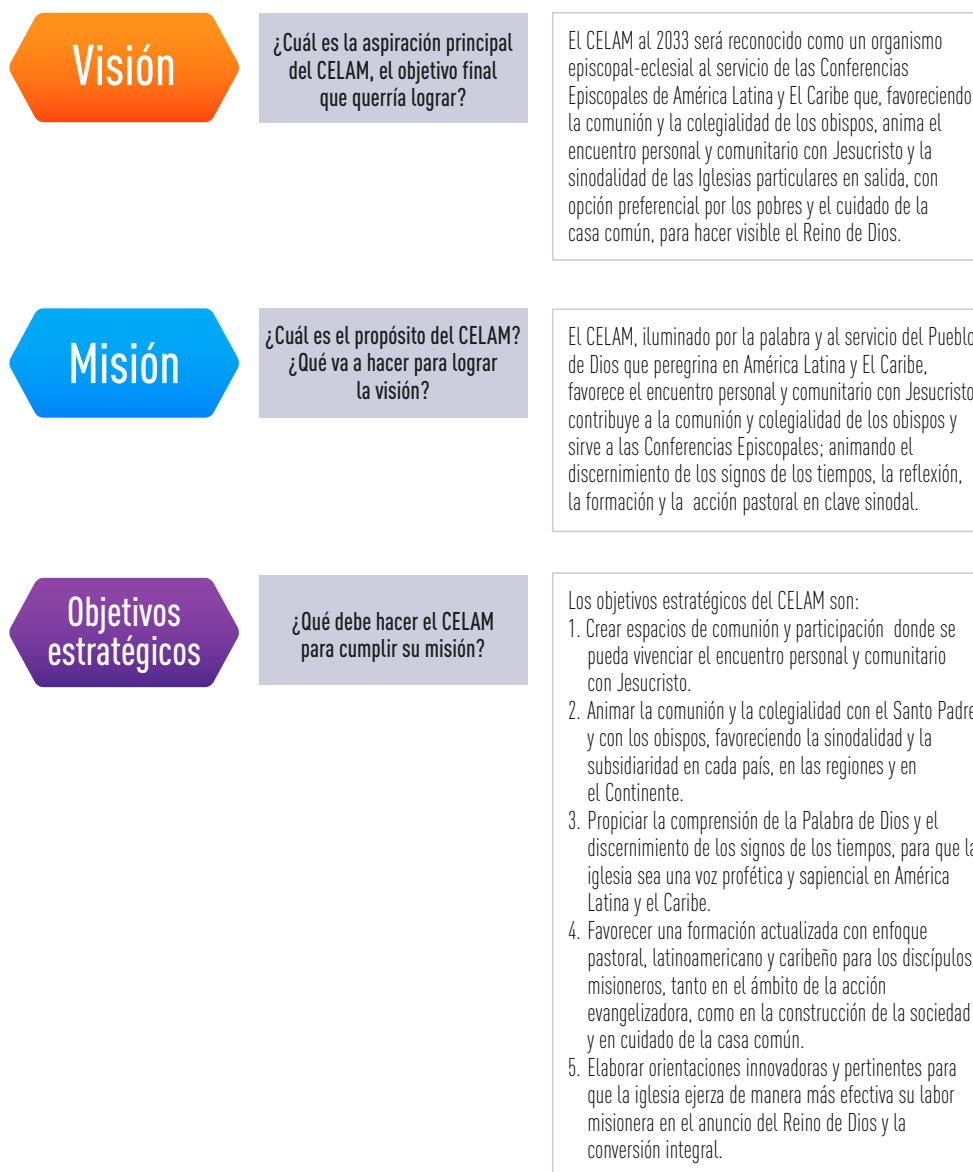 Visión
¿Cuál es la aspiración principal
del CELAM, el objetivo final
que querría lograr?
El CELAM al 2033 será reconocido como un organismo
episcopal-eclesial al servicio de las Conferencias
Episcopales de América Latina y El Caribe que, favoreciendo
la comunión y la colegialidad de los obispos, anima el
encuentro personal y comunitario con Jesucristo y la
sinodalidad de las Iglesias particulares en salida, con
opción preferencial por los pobres y el cuidado de la
casa común, para hacer visible el Reino de Dios.
Misión
¿Cuál es el propósito del CELAM?
¿Qué va a hacer para lograr
la visión?
El CELAM, iluminado por la palabra y al servicio del Pueblo
de Dios que peregrina en América Latina y El Caribe,
favorece el encuentro personal y comunitario con Jesucristo
contribuye a la comunión y colegialidad de los obispos y
sirve a las Conferencias Episcopales; animando el
discernimiento de los signos de los tiempos, la reflexión,
la formación y la acción pastoral en clave sinodal.
Objetivos
estratégicos
¿Qué debe hacer el CELAM
para cumplir su misión?
Los objetivos estratégicos del CELAM son:
1. Crear espacios de comunión y participación donde se
pueda vivenciar el encuentro personal y comunitario
con Jesucristo.
2. Animar la comunión y la colegialidad con el Santo Padre
y con los obispos, favoreciendo la sinodalidad y la
subsidiaridad en cada país, en las regiones y en
el Continente.
3. Propiciar la comprensión de la Palabra de Dios y el
discernimiento de los signos de los tiempos, para que la
iglesia sea una voz profética y sapiencial en América
Latina y el Caribe.
4. Favorecer una formación actualizada con enfoque
pastoral, latinoamericano y caribeño para los discípulos
misioneros, tanto en el ámbito de la acción
evangelizadora, como en la construcción de la sociedad
y en cuidado de la casa común.
5. Elaborar orientaciones innovadoras y pertinentes para
que la iglesia ejerza de manera más efectiva su labor
misionera en el anuncio del Reino de Dios y la
conversión integral.